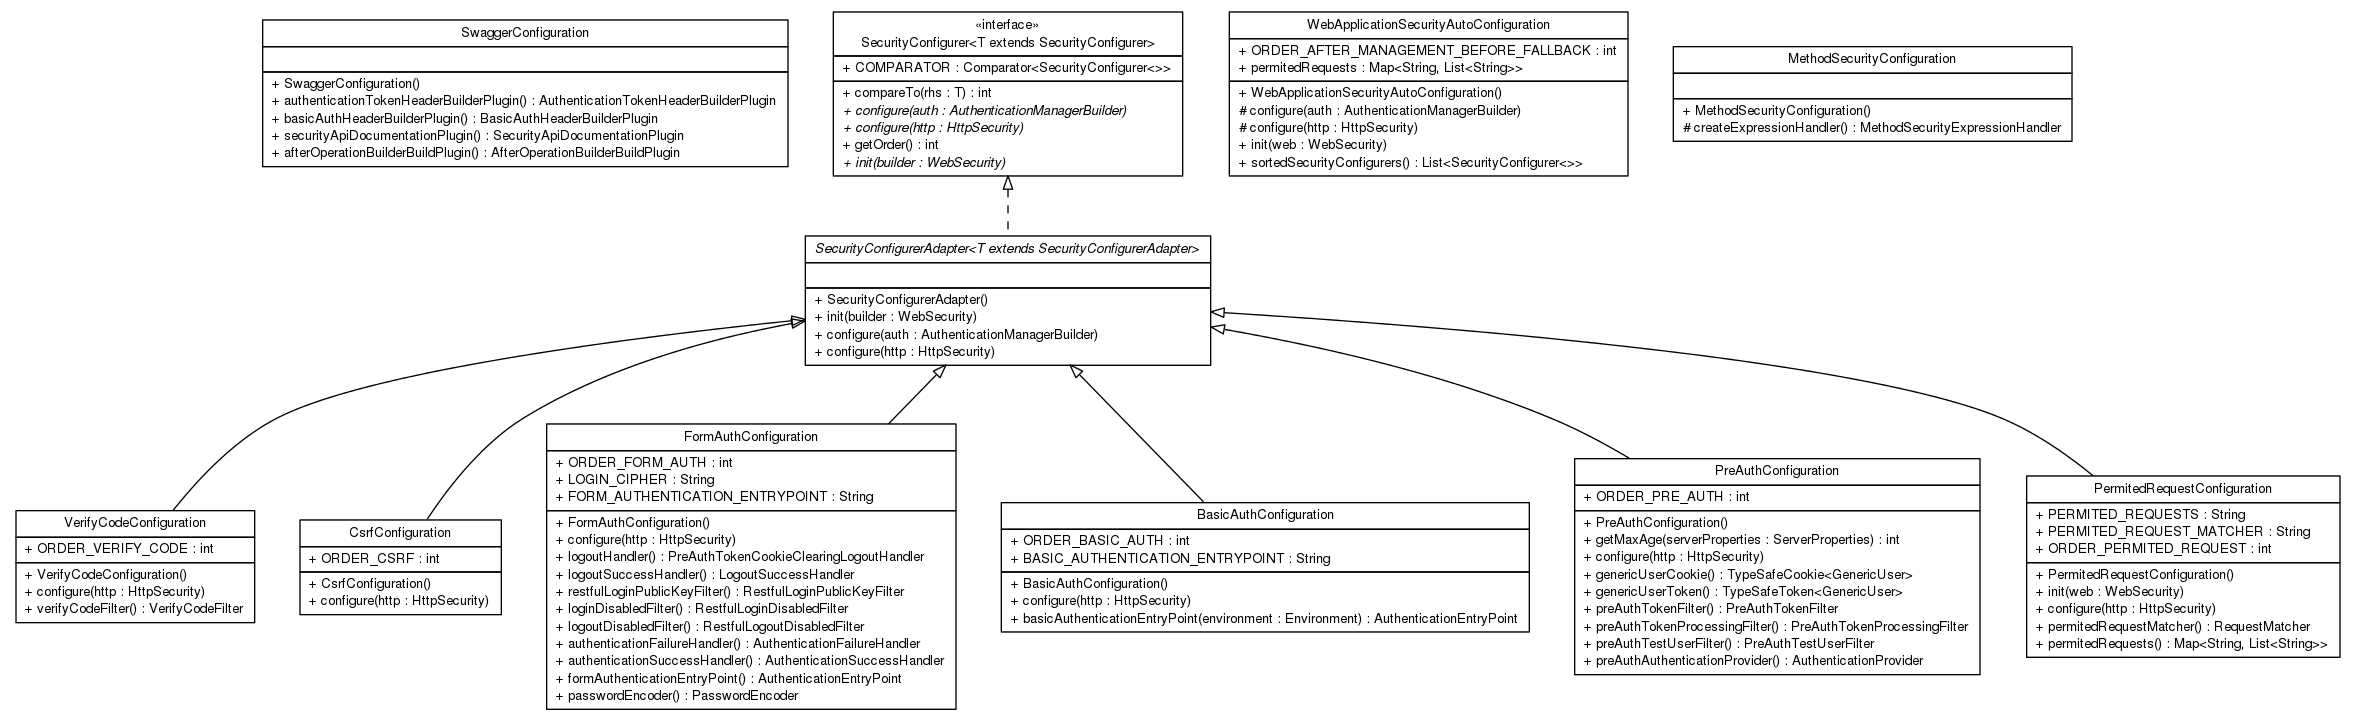 SwaggerConfiguration
+ SwaggerConfiguration()
+ authenticationTokenHeaderBuilderPlugin() : AuthenticationTokenHeaderBuilderPlugin
+ basicAuthHeaderBuilderPlugin() : BasicAuthHeaderBuilderPlugin
+ securityApiDocumentationPlugin() : SecurityApiDocumentationPlugin
+ afterOperationBuilderBuildPlugin() : AfterOperationBuilderBuildPlugin
«interface»
SecurityConfigurer<T extends SecurityConfigurer>
+ COMPARATOR : Comparator<SecurityConfigurer<>>
+ compareTo(rhs : T) : int
+ configure(auth : AuthenticationManagerBuilder)
+ configure(http : HttpSecurity)
+ getOrder() : int
+ init(builder : WebSecurity)
WebApplicationSecurityAutoConfiguration
+ ORDER_AFTER_MANAGEMENT_BEFORE_FALLBACK : int
+ permitedRequests : Map<String, List<String>>
+ WebApplicationSecurityAutoConfiguration()
# configure(auth : AuthenticationManagerBuilder)
# configure(http : HttpSecurity)
+ init(web : WebSecurity)
+ sortedSecurityConfigurers() : List<SecurityConfigurer<>>
MethodSecurityConfiguration
+ MethodSecurityConfiguration()
# createExpressionHandler() : MethodSecurityExpressionHandler
SecurityConfigurerAdapter<T extends SecurityConfigurerAdapter>
+ SecurityConfigurerAdapter()
+ init(builder : WebSecurity)
+ configure(auth : AuthenticationManagerBuilder)
+ configure(http : HttpSecurity)
VerifyCodeConfiguration
+ ORDER_VERIFY_CODE : int
+ VerifyCodeConfiguration()
+ configure(http : HttpSecurity)
+ verifyCodeFilter() : VerifyCodeFilter
CsrfConfiguration
+ ORDER_CSRF : int
+ CsrfConfiguration()
+ configure(http : HttpSecurity)
FormAuthConfiguration
+ ORDER_FORM_AUTH : int
+ LOGIN_CIPHER : String
+ FORM_AUTHENTICATION_ENTRYPOINT : String
+ FormAuthConfiguration()
+ configure(http : HttpSecurity)
+ logoutHandler() : PreAuthTokenCookieClearingLogoutHandler
+ logoutSuccessHandler() : LogoutSuccessHandler
+ restfulLoginPublicKeyFilter() : RestfulLoginPublicKeyFilter
+ loginDisabledFilter() : RestfulLoginDisabledFilter
+ logoutDisabledFilter() : RestfulLogoutDisabledFilter
+ authenticationFailureHandler() : AuthenticationFailureHandler
+ authenticationSuccessHandler() : AuthenticationSuccessHandler
+ formAuthenticationEntryPoint() : AuthenticationEntryPoint
+ passwordEncoder() : PasswordEncoder
BasicAuthConfiguration
+ ORDER_BASIC_AUTH : int
+ BASIC_AUTHENTICATION_ENTRYPOINT : String
+ BasicAuthConfiguration()
+ configure(http : HttpSecurity)
+ basicAuthenticationEntryPoint(environment : Environment) : AuthenticationEntryPoint
PreAuthConfiguration
+ ORDER_PRE_AUTH : int
+ PreAuthConfiguration()
+ getMaxAge(serverProperties : ServerProperties) : int
+ configure(http : HttpSecurity)
+ genericUserCookie() : TypeSafeCookie<GenericUser>
+ genericUserToken() : TypeSafeToken<GenericUser>
+ preAuthTokenFilter() : PreAuthTokenFilter
+ preAuthTokenProcessingFilter() : PreAuthTokenProcessingFilter
+ preAuthTestUserFilter() : PreAuthTestUserFilter
+ preAuthAuthenticationProvider() : AuthenticationProvider
PermitedRequestConfiguration
+ PERMITED_REQUESTS : String
+ PERMITED_REQUEST_MATCHER : String
+ ORDER_PERMITED_REQUEST : int
+ PermitedRequestConfiguration()
+ init(web : WebSecurity)
+ configure(http : HttpSecurity)
+ permitedRequestMatcher() : RequestMatcher
+ permitedRequests() : Map<String, List<String>>